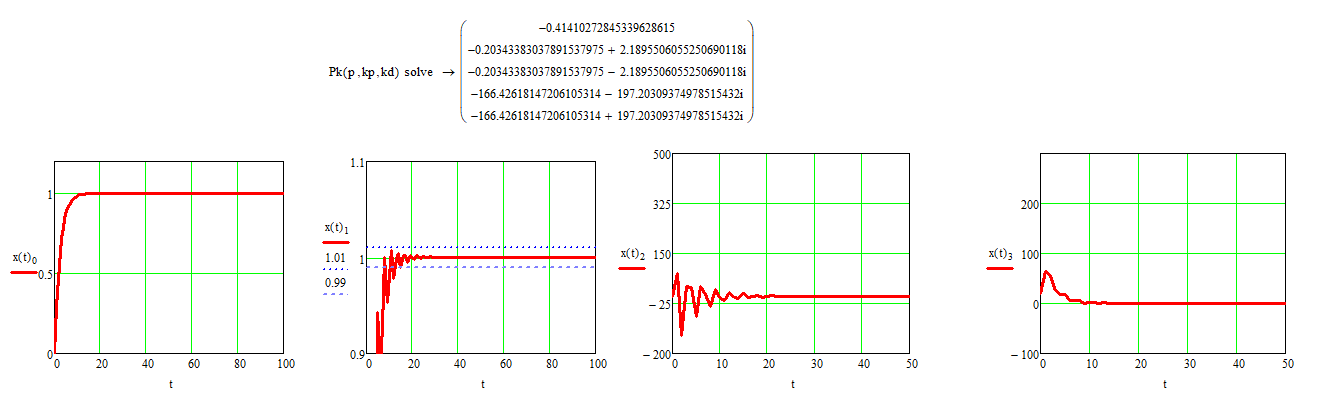 −0.41410272845339628615
−0.20343383037891537975 + 2.1895506055250690118i
Pk(p,kp,kd) solve → −0.20343383037891537975 − 2.1895506055250690118i
−166.42618147206105314 − 197.20309374978515432i
−166.42618147206105314 + 197.20309374978515432i
1
x(t)0
0.5
0
0 20 40 60 80 100
t
1.1
x(t)1
1.01
1
0.99
0.9
0 20 40 60 80 100
t
500
325
x(t)2 150
−25
−200
0 10 20 30 40 50
t
200
x(t)3 100
0
−100
0 10 20 30 40 50
t